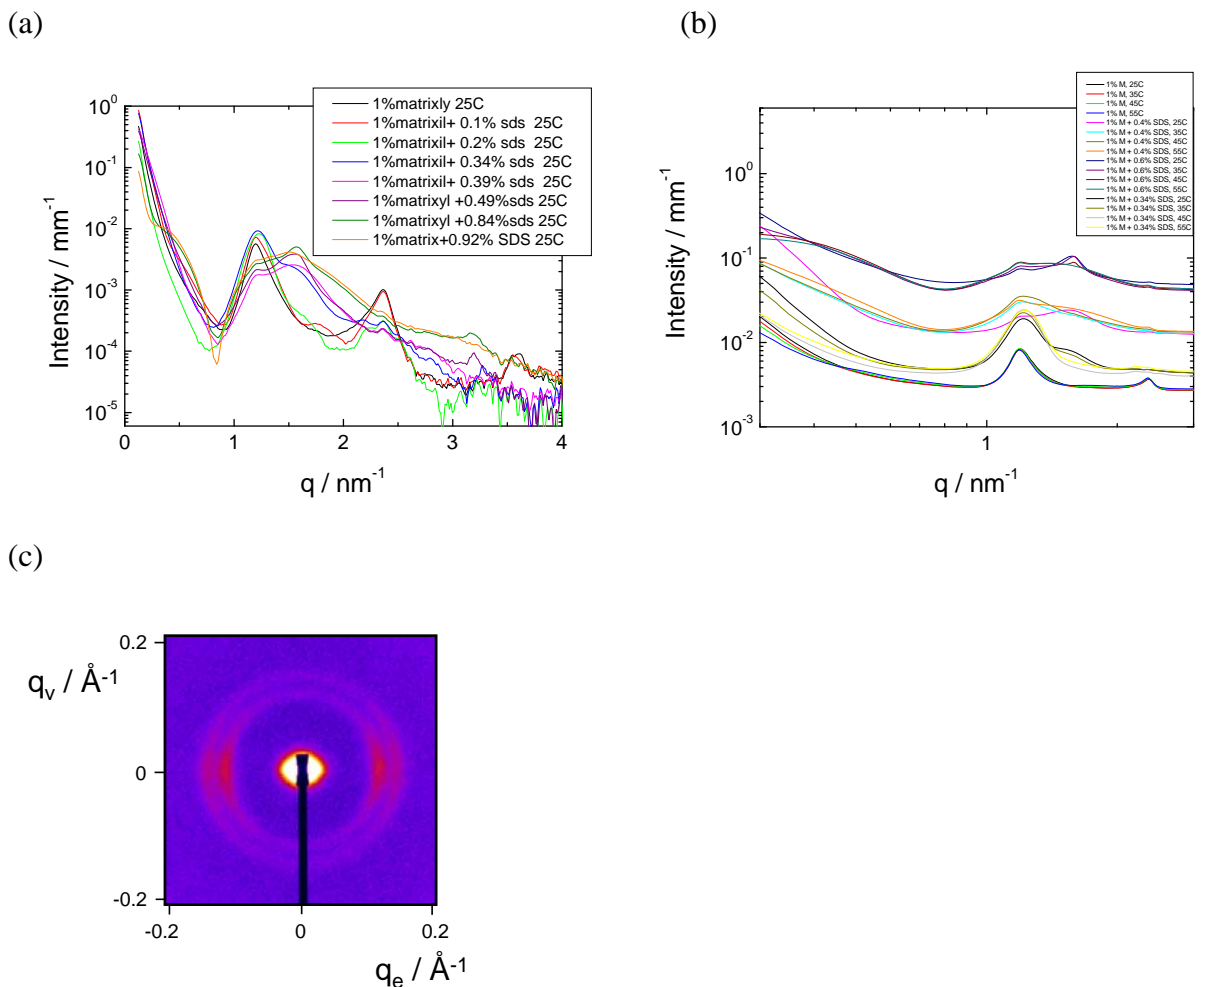 (a)
(b)
10^0
10^-1
10^-2
10^-3
10^-4
10^-5
Intensity / mm^-1
0 1 2 3 4
q / nm^-1
1%matrixly 25C
1%matrixil+ 0.1% sds 25C
1%matrixil+ 0.2% sds 25C
1%matrixil+ 0.34% sds 25C
1%matrixil+ 0.39% sds 25C
1%matrixyl +0.49%sds 25C
1%matrixyl +0.84%sds 25C
1%matrix+0.92% SDS 25C
10^0
10^-1
10^-2
10^-3
Intensity / mm^-1
1
q / nm^-1
1% M, 25C
1% M, 35C
1% M, 45C
1% M, 55C
1% M + 0.4% SDS, 25C
1% M + 0.4% SDS, 35C
1% M + 0.4% SDS, 45C
1% M + 0.4% SDS, 55C
1% M + 0.6% SDS, 25C
1% M + 0.6% SDS, 35C
1% M + 0.6% SDS, 45C
1% M + 0.6% SDS, 55C
1% M + 0.34% SDS, 25C
1% M + 0.34% SDS, 35C
1% M + 0.34% SDS, 45C
1% M + 0.34% SDS, 55C
(c)
0.2
q_v / Å^-1
0
-0.2
-0.2 0 0.2
q_e / Å^-1